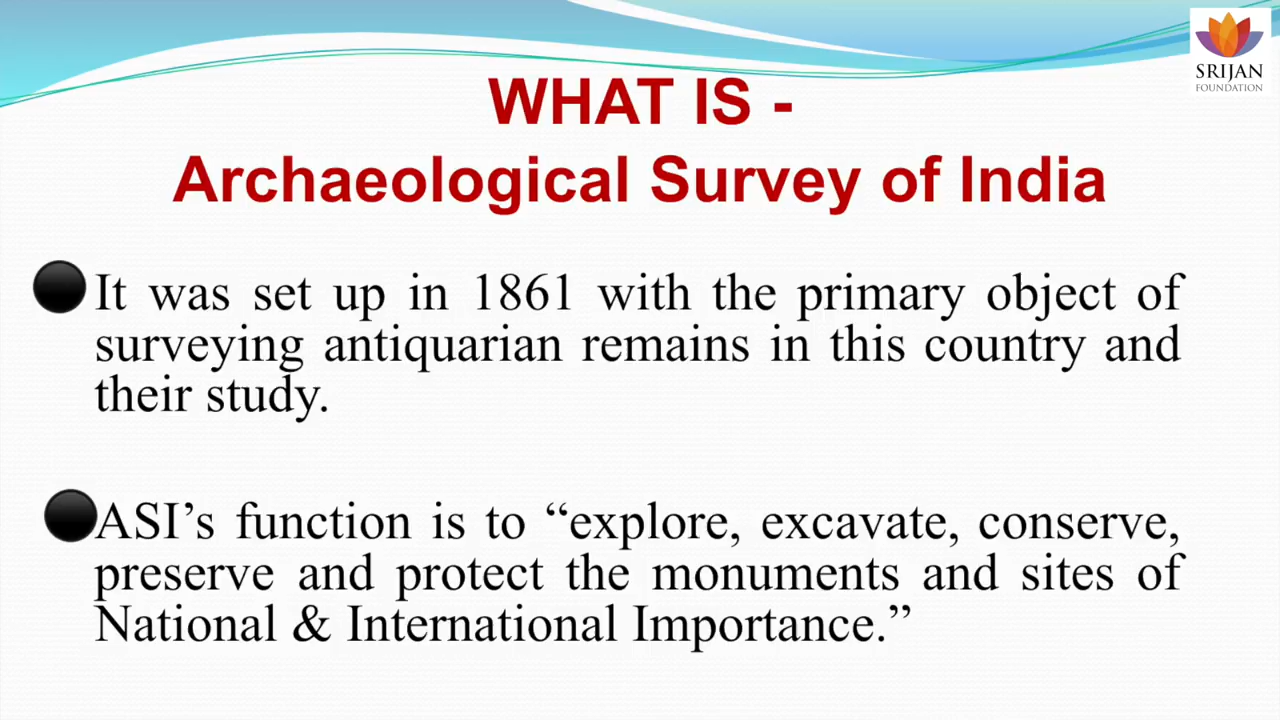 SRIJAN
FOUNDATION
WHAT IS -
Archaeological Survey of India
It was set up in 1861 with the primary object of
surveying antiquarian remains in this country and
their study.
ASI’s function is to “explore, excavate, conserve,
preserve and protect the monuments and sites of
National & International Importance.”